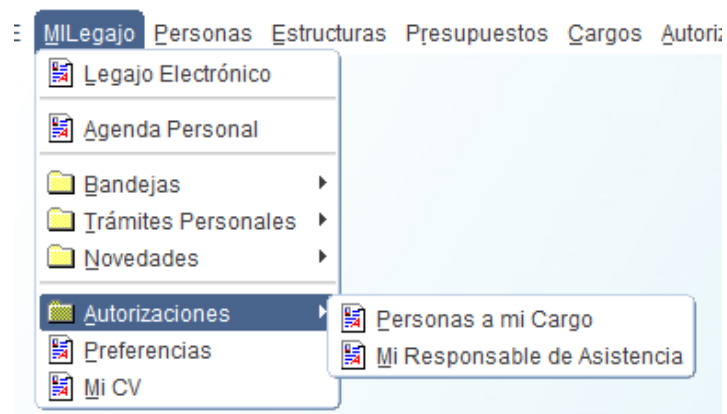 MILegajo Personas Estructuras Presupuestos Cargos
Legajo Electrónico
Agenda Personal
Bandejas
Trámites Personales
Novedades
Autorizaciones
Personas a mi Cargo
Preferencias
Mi Responsable de Asistencia
Mi CV